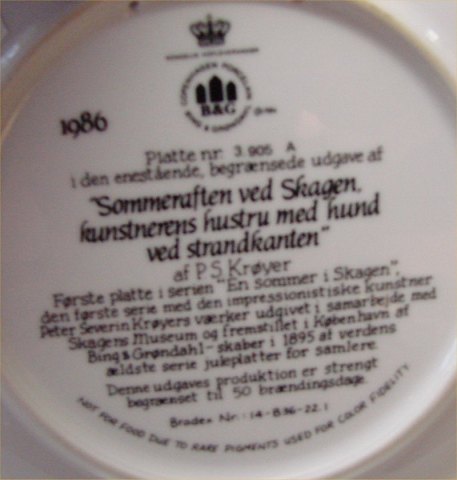 COPENHAGEN PORCELAIN
B&G
BING & GRØNDAHL
1986
Platte nr. 3.905 A
i den enestående, begrænsede udgave af
"Sommeraften ved Skagen,
kunstnerens hustru med hund
ved strandkanten"
af P.S. Krøyer
Første platte i serien "En sommer i Skagen",
den første serie med den impressionistiske kunstner
Peter Severin Krøyers værker udgivet i samarbejde med
Skagens Museum og fremstillet i København af
Bing & Grøndahl - skaber i 1895 af verdens
ældste serie juleplatter for samlere.
Denne udgaves produktion er strengt
begrænset til 50 brændingsdage.
Bradex Nr.: 14-B36-22.1
NOT FOR FOOD DUE TO RARE PIGMENTS USED FOR COLOR FIDELITY.